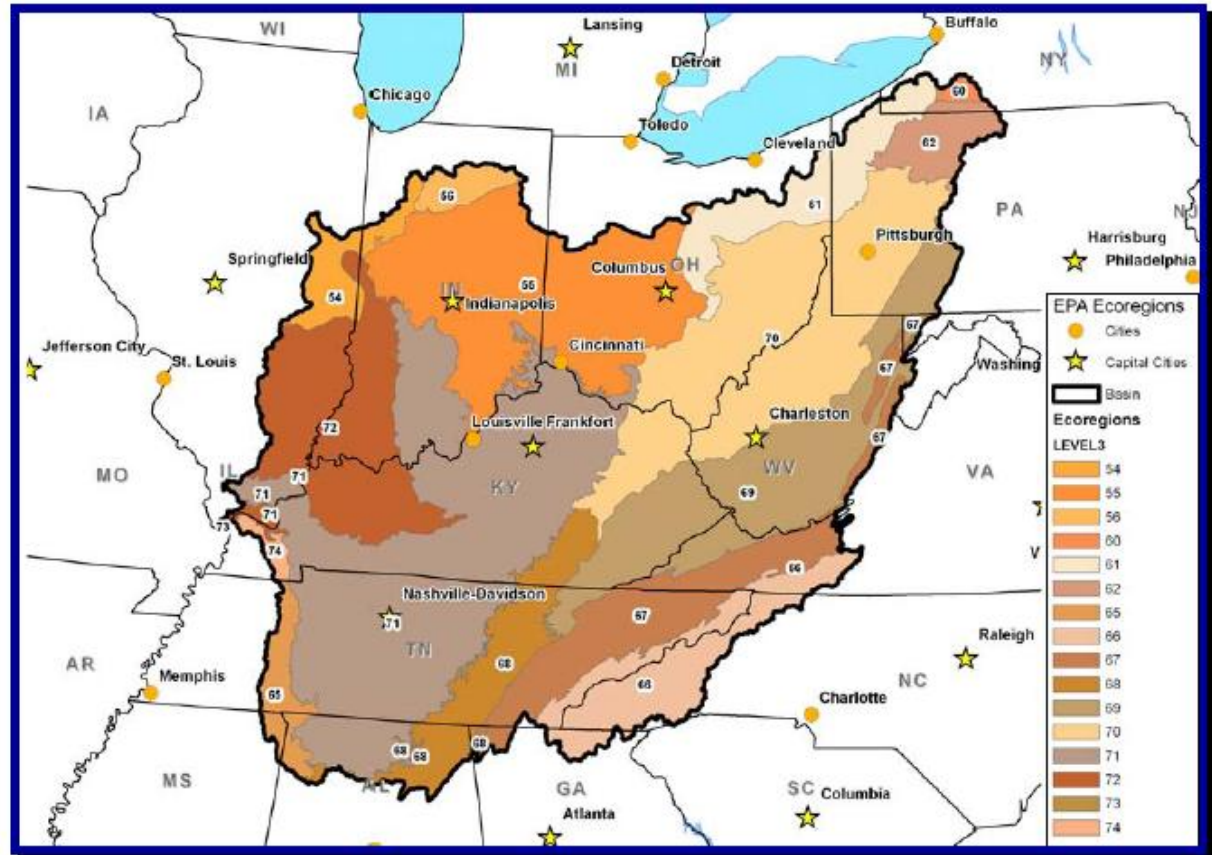 Buffalo
Lansing
WI
NY
MI
Detroit
Chicago
60
IA
Toledo
Cleveland
62
56
61
PA
NJ
Pittsburgh
Harrisburg
Springfield
Columbus
OH
Philadelphia
55
54
IN
Indianapolis
EPA Ecoregions
67
Cities
70
Jefferson City
St. Louis
Cincinnati
Capital Cities
67
Washing
Basin
Charleston
Louisville
Frankfort
Ecoregions
72
67
LEVEL3
WV
VA
MO
IL
71
71
KY
69
54
71
55
73
56
74
66
60
61
Nashville-Davidson
67
62
71
Raleigh
65
TN
AR
68
66
Memphis
66
67
65
NC
68
Charlotte
69
68
68
68
70
MS
AL
GA
SC
71
Columbia
72
Atlanta
73
74